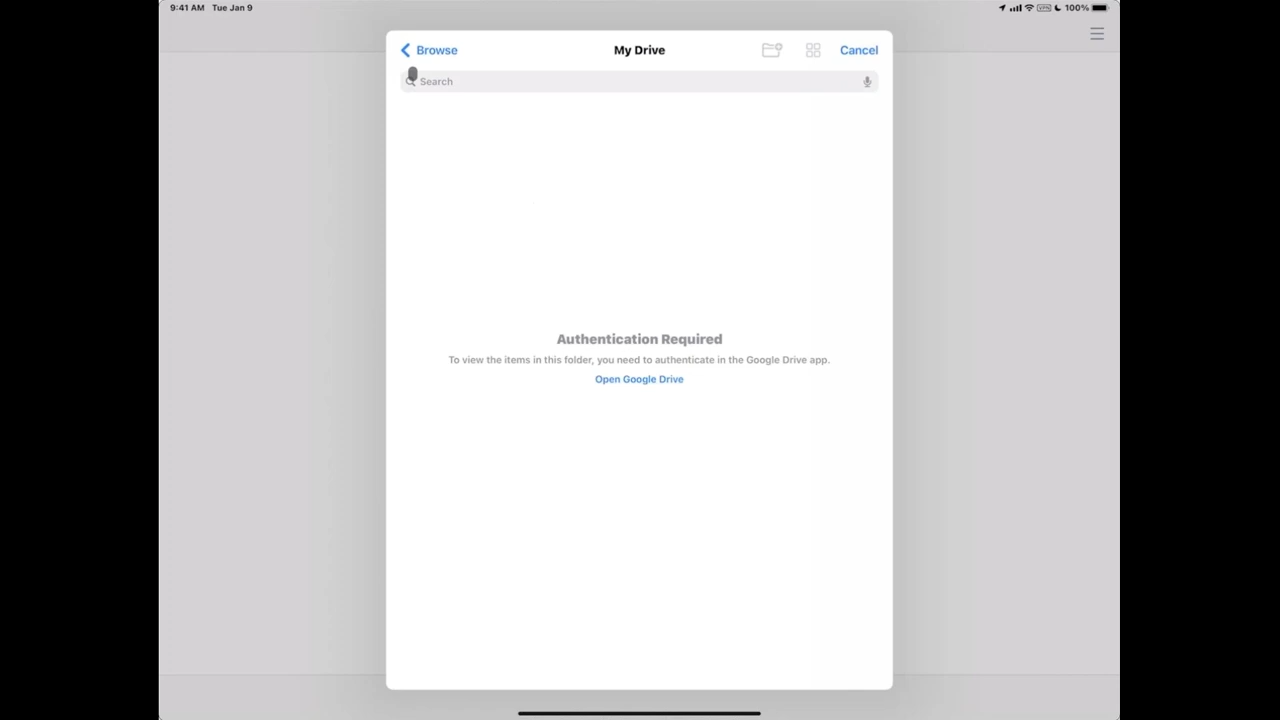 9:41 AM Tue Jan 9
VPN 100%
Browse
My Drive
Cancel
Search
Authentication Required
To view the items in this folder, you need to authenticate in the Google Drive app.
Open Google Drive